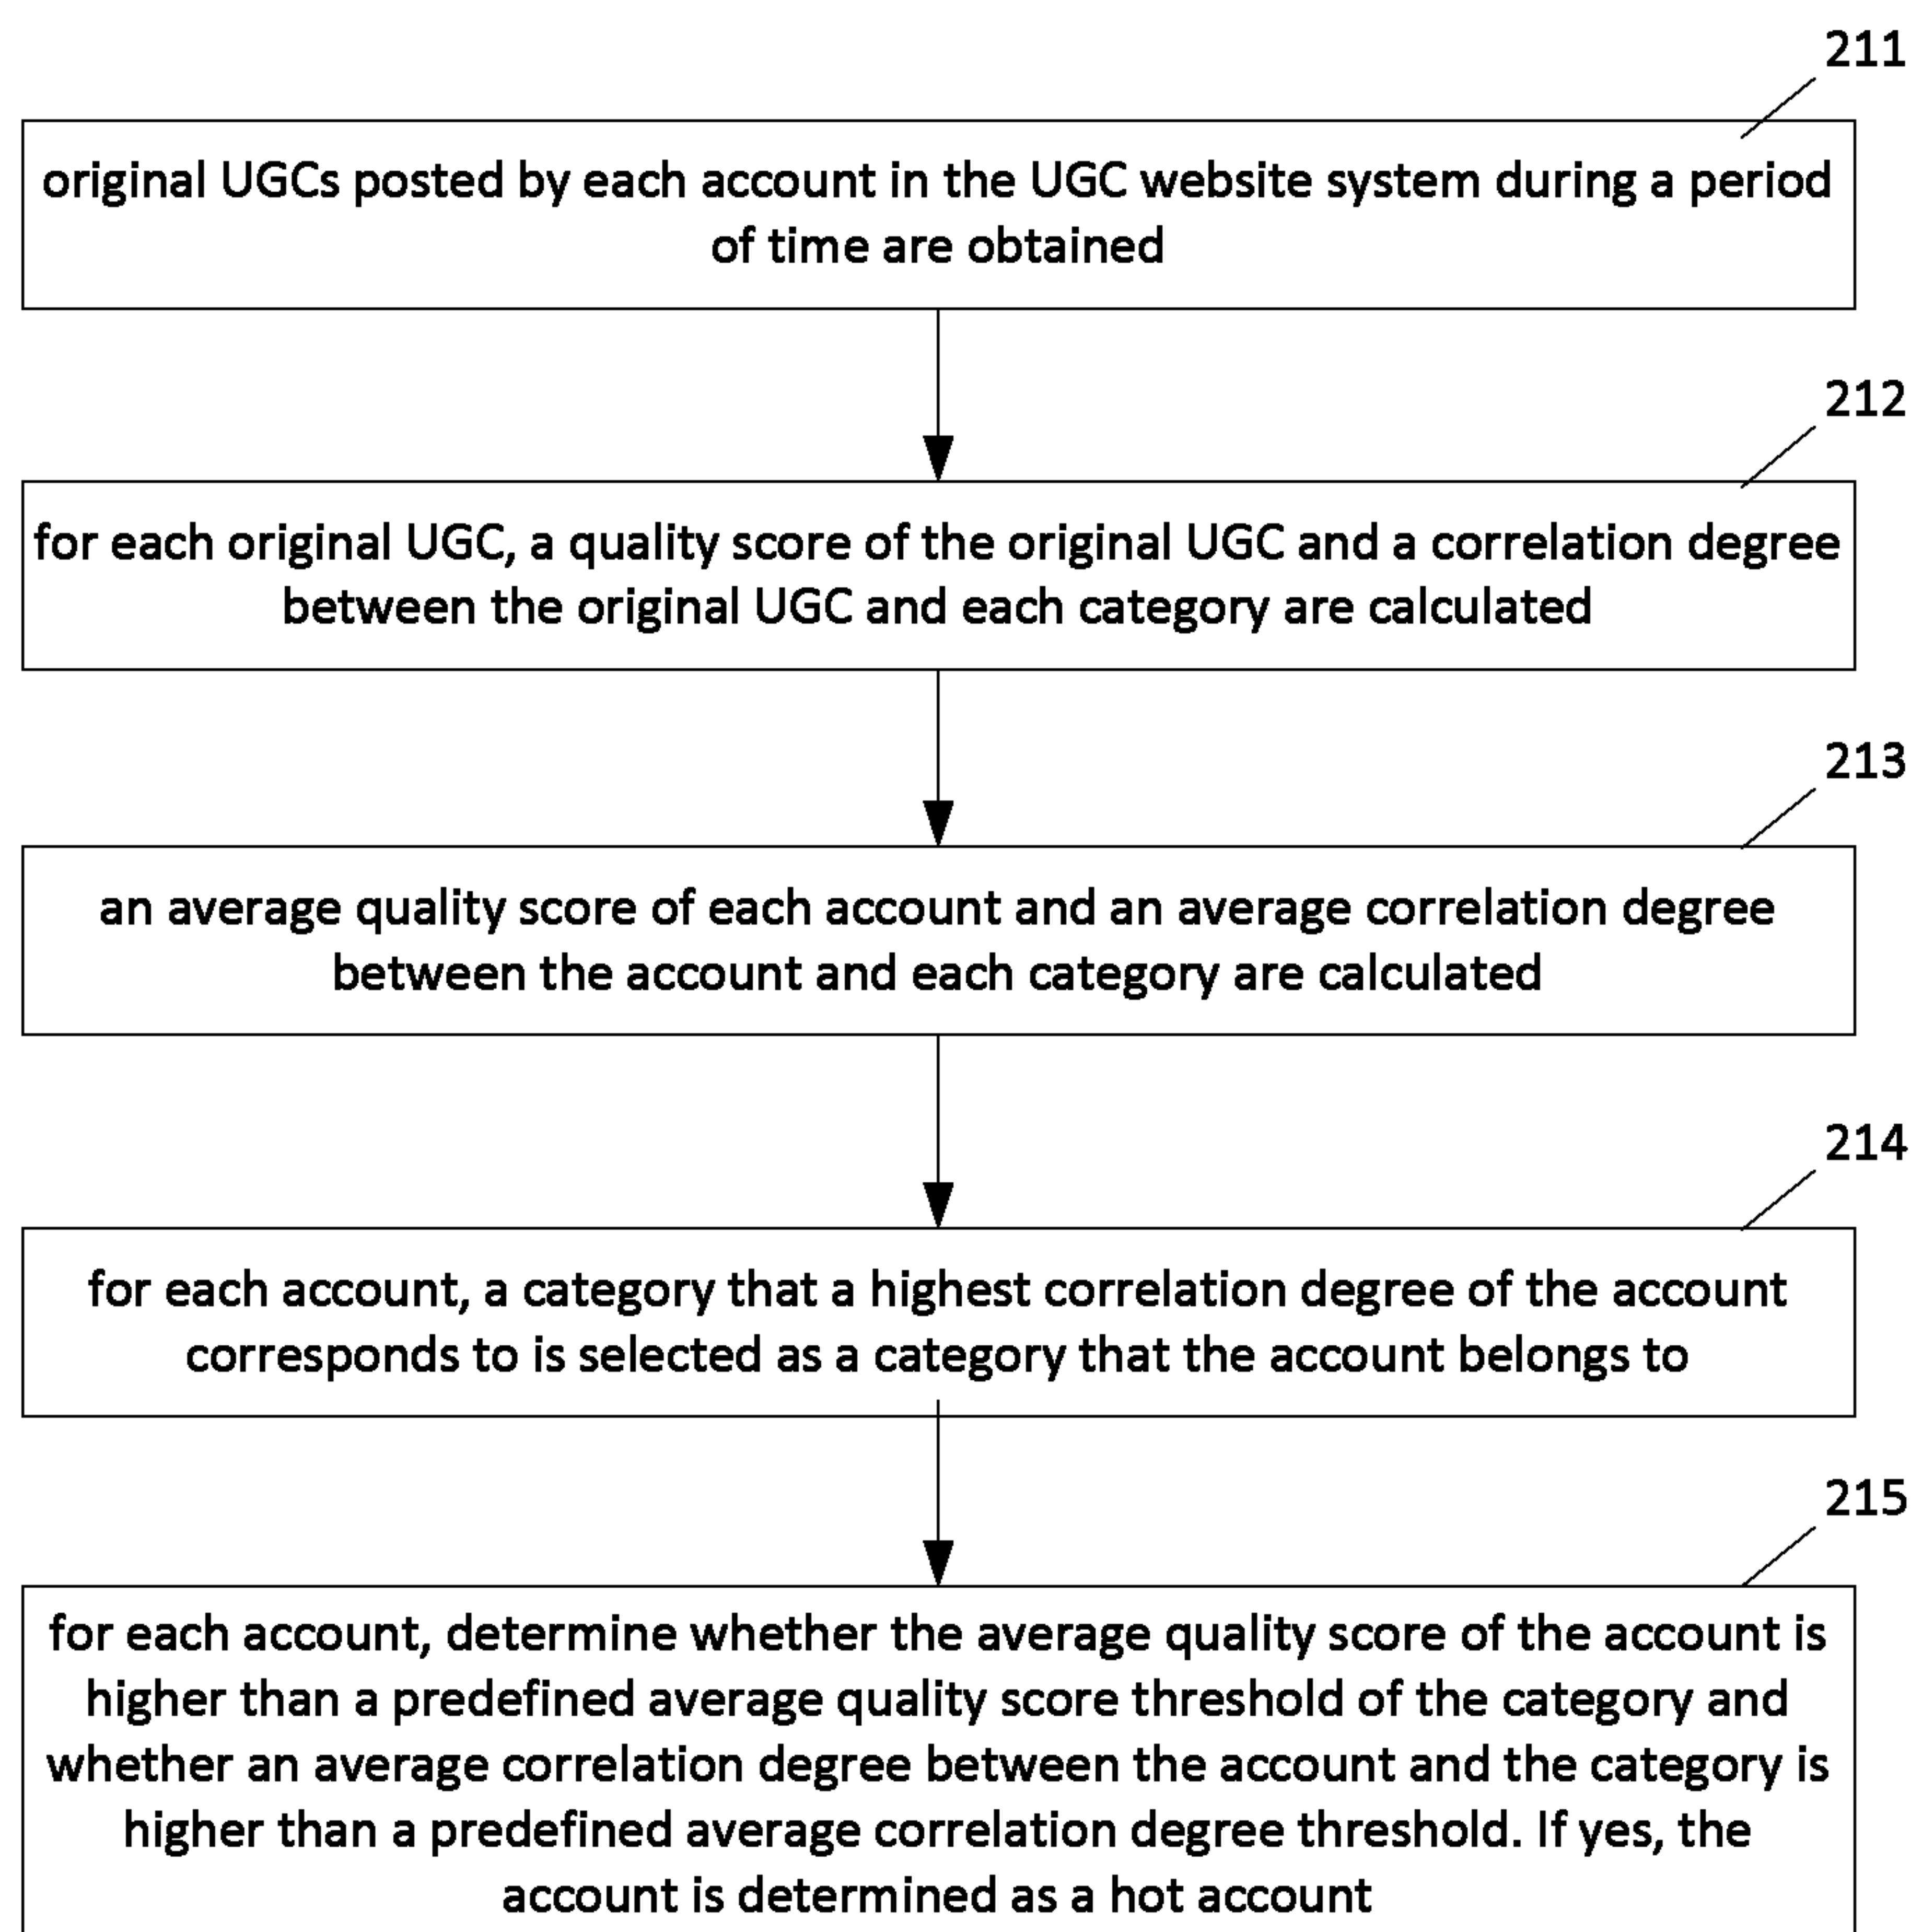 211
original UGCs posted by each account in the UGC website system during a period
of time are obtained
212
for each original UGC, a quality score of the original UGC and a correlation degree
between the original UGC and each category are calculated
213
an average quality score of each account and an average correlation degree
between the account and each category are calculated
214
for each account, a category that a highest correlation degree of the account
corresponds to is selected as a category that the account belongs to
215
for each account, determine whether the average quality score of the account is
higher than a predefined average quality score threshold of the category and
whether an average correlation degree between the account and the category is
higher than a predefined average correlation degree threshold. If yes, the
account is determined as a hot account